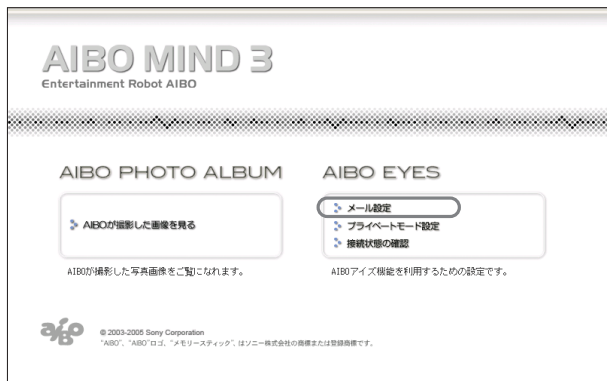 AIBO MIND 3
Entertainment Robot AIBO
AIBO PHOTO ALBUM
AIBOが撮影した画像を見る
AIBOが撮影した写真画像をご覧になれます。
AIBO EYES
メール設定
プライベートモード設定
接続状態の確認
AIBOアイズ機能を利用するための設定です。
aibo
© 2003-2005 Sony Corporation
"AIBO"、"AIBO"ロゴ、"メモリースティック"、はソニー株式会社の商標または登録商標です。